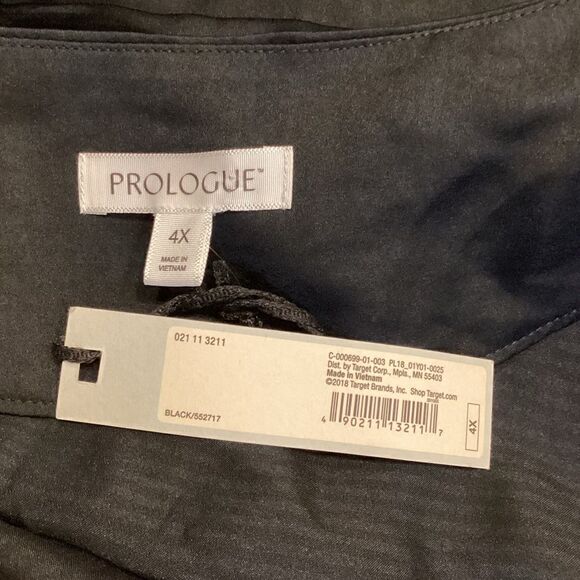 PROLOGUE™
4X
MADE IN
VIETNAM
021 11 3211
C-000699-01-003 PL18_01Y01-0025
Dist. by Target Corp., Mpls., MN 55403
Made in Vietnam
©2018 Target Brands, Inc. Shop Target.com
BLACK/552717
4 90211 13211 7
4X